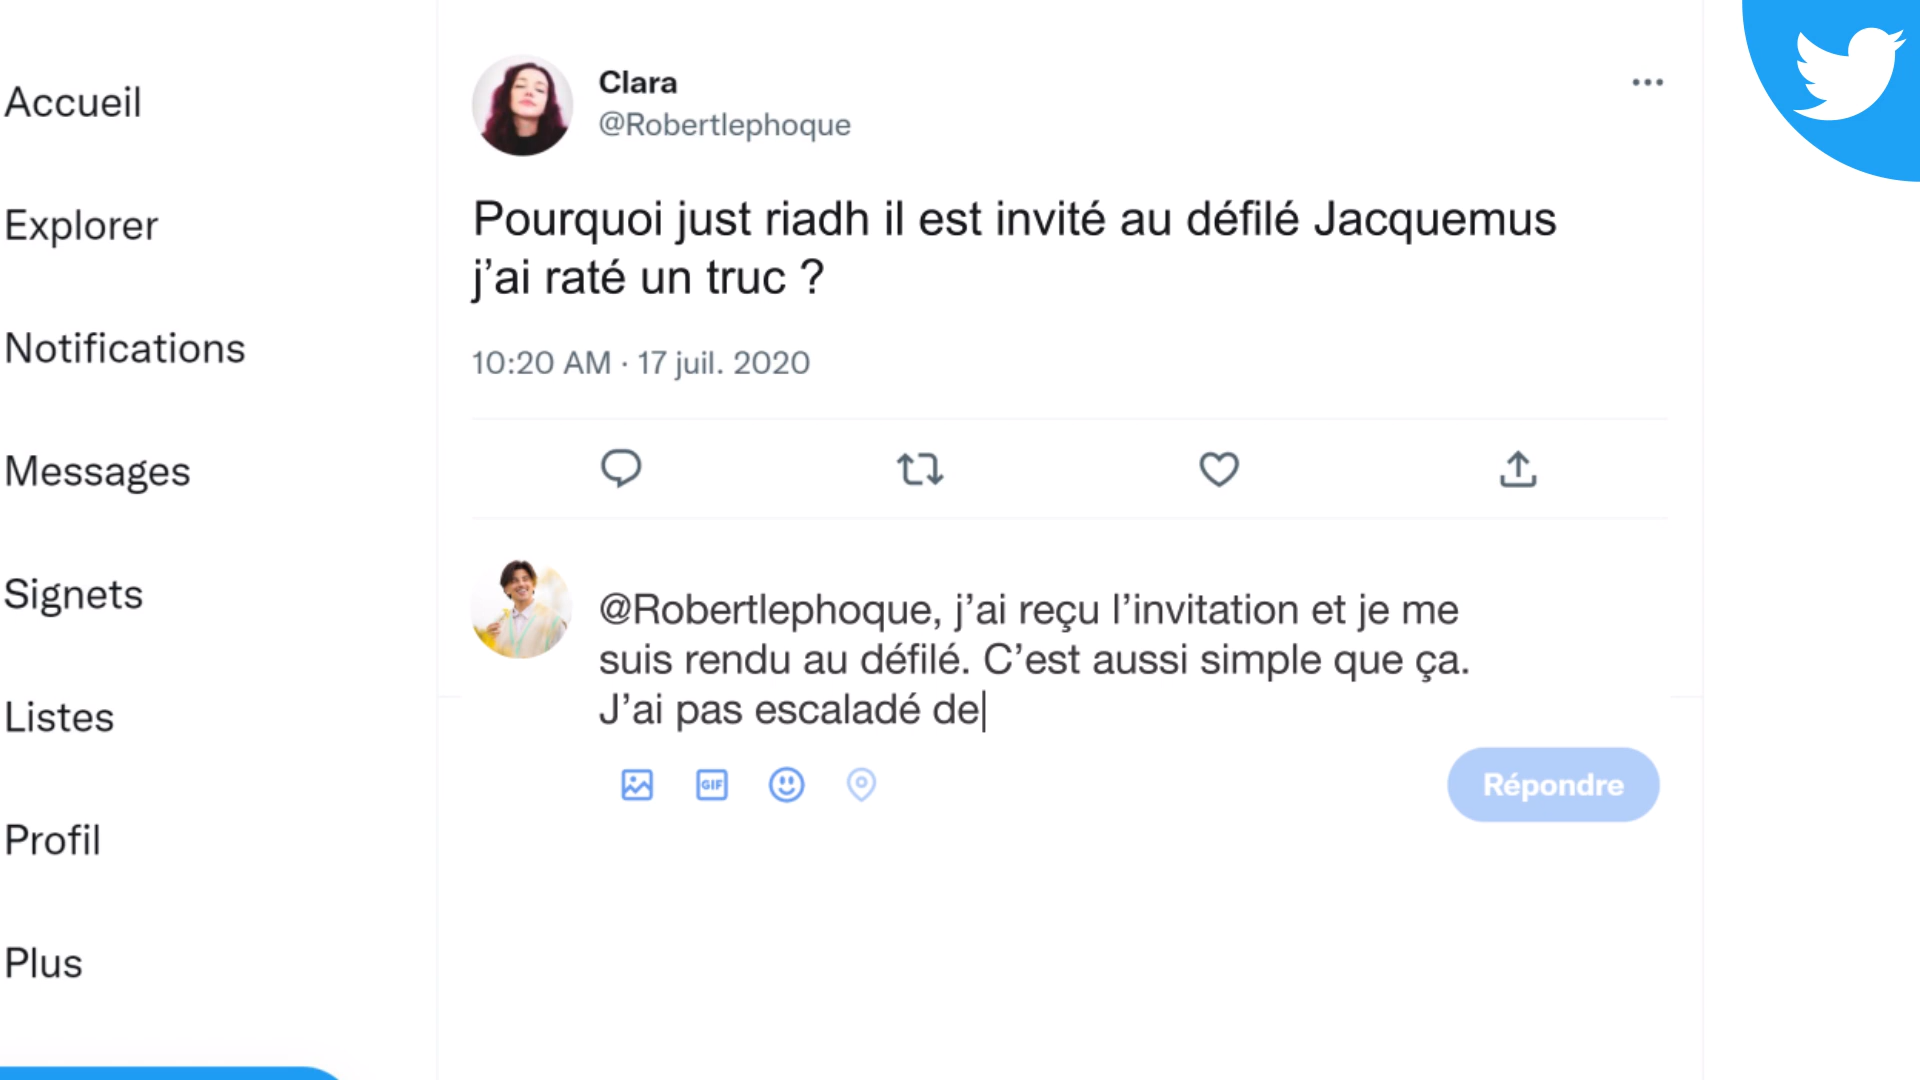 Accueil
Explorer
Notifications
Messages
Signets
Listes
Profil
Plus
Clara
@Robertlephoque
Pourquoi just riadh il est invité au défilé Jacquemus
j’ai raté un truc ?
10:20 AM · 17 juil. 2020
@Robertlephoque, j’ai reçu l’invitation et je me
suis rendu au défilé. C’est aussi simple que ça.
J’ai pas escaladé de
GIF
Répondre